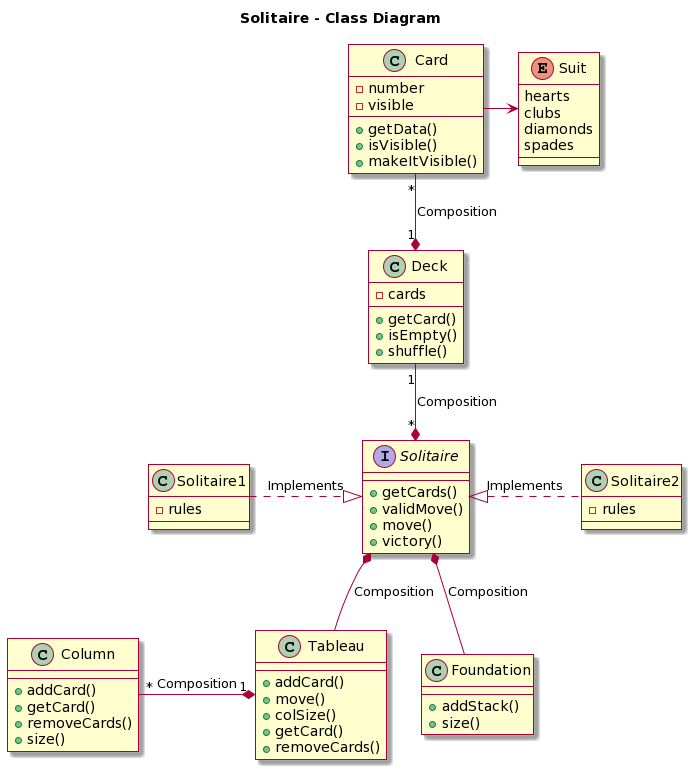 Solitaire - Class Diagram
C Card
number
visible
getData()
isVisible()
makeItVisible()
E Suit
hearts
clubs
diamonds
spades
*
Composition
1
C Deck
cards
getCard()
isEmpty()
shuffle()
1
Composition
*
I Solitaire
getCards()
validMove()
move()
victory()
C Solitaire1
rules
Implements
Implements
C Solitaire2
rules
Composition
Composition
C Column
addCard()
getCard()
removeCards()
size()
* Composition 1
C Tableau
addCard()
move()
colSize()
getCard()
removeCards()
C Foundation
addStack()
size()